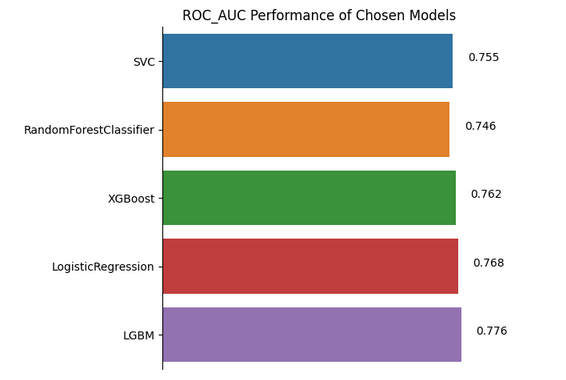 ROC_AUC Performance of Chosen Models
SVC
0.755
RandomForestClassifier
0.746
XGBoost
0.762
LogisticRegression
0.768
LGBM
0.776